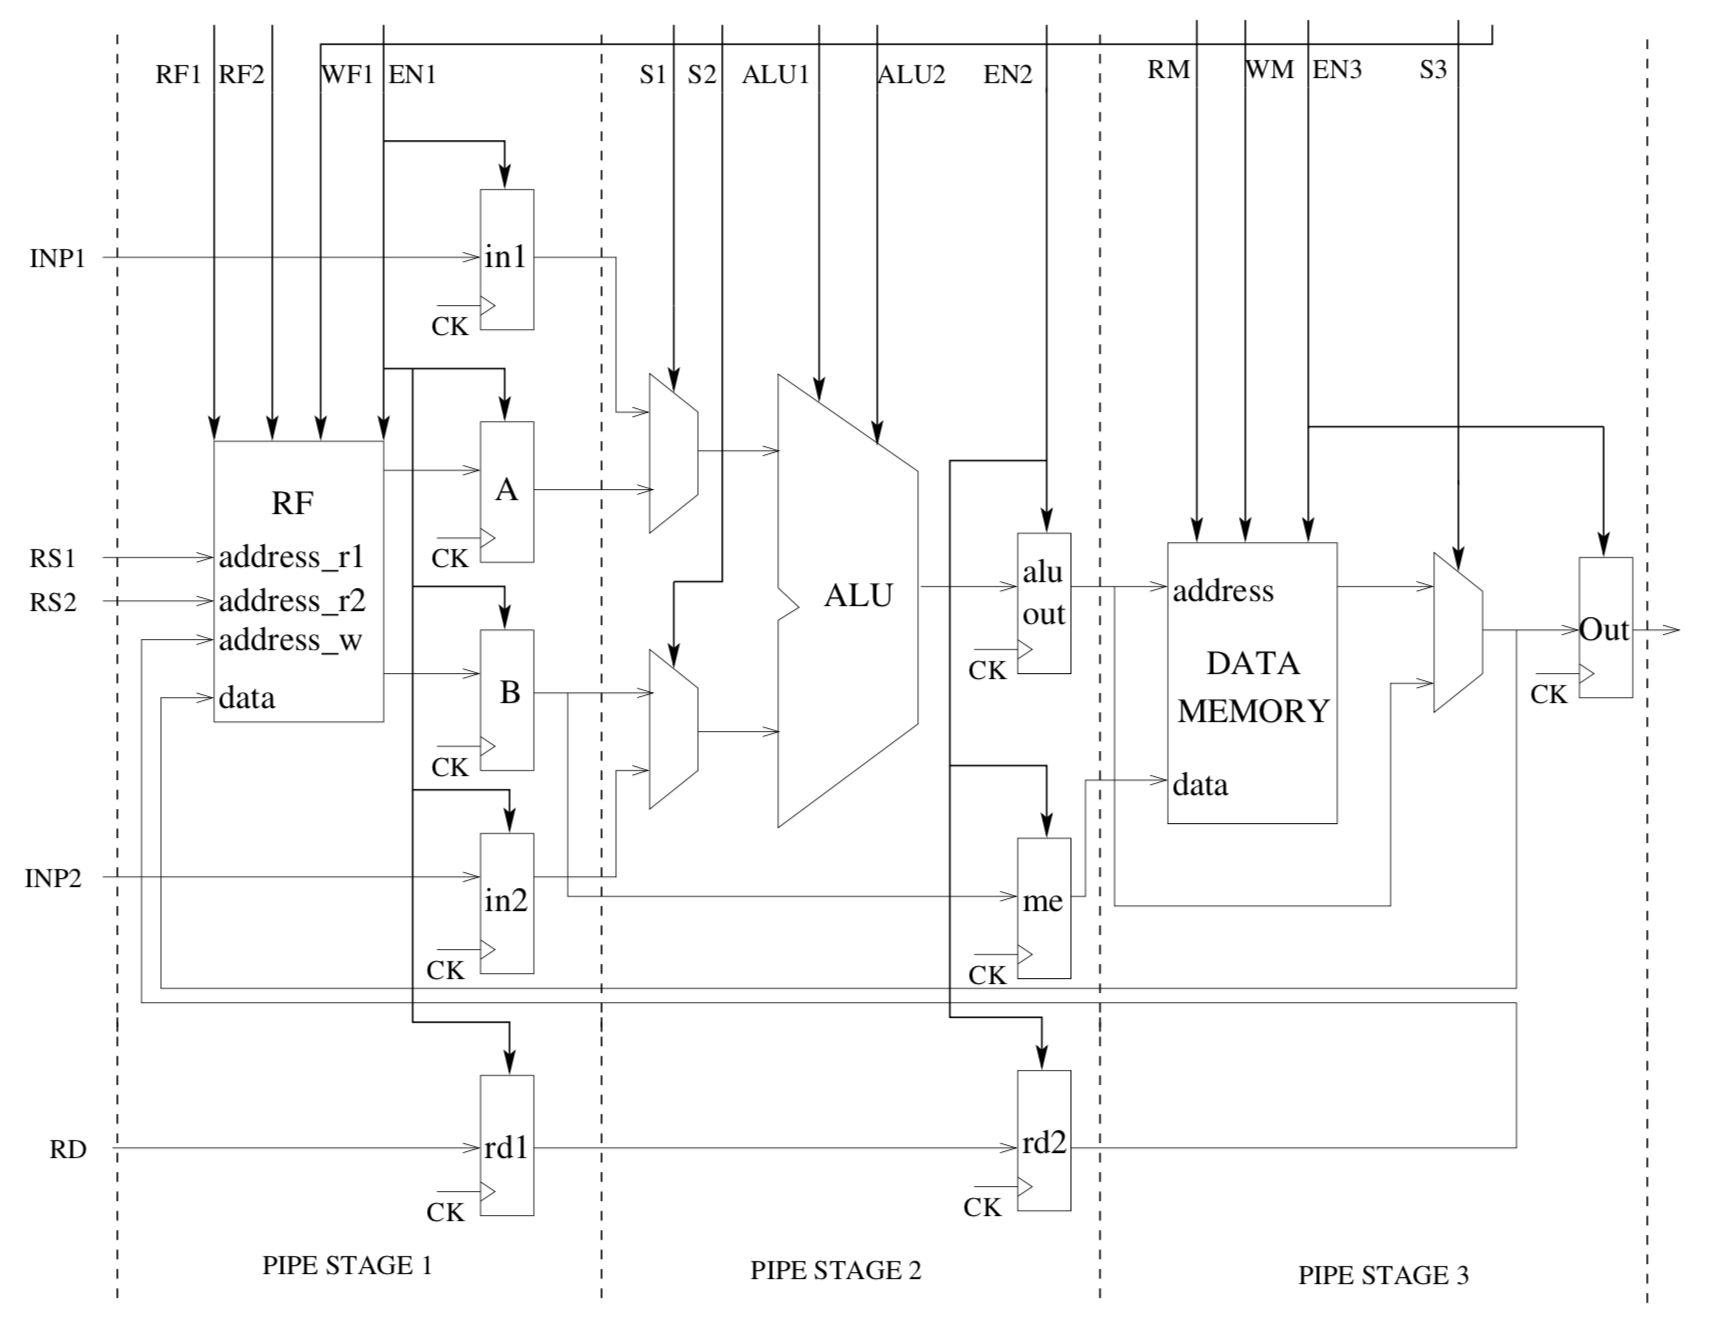 RF1 RF2 WF1 EN1 S1 S2 ALU1 ALU2 EN2 RM WM EN3 S3
INP1
in1
CK
RF
A
CK
RS1
address_r1
RS2
address_r2
address_w
data
B
CK
INP2
in2
CK
RD
rd1
CK
PIPE STAGE 1
ALU
alu
out
CK
me
CK
rd2
CK
PIPE STAGE 2
address
DATA
MEMORY
data
Out
CK
PIPE STAGE 3